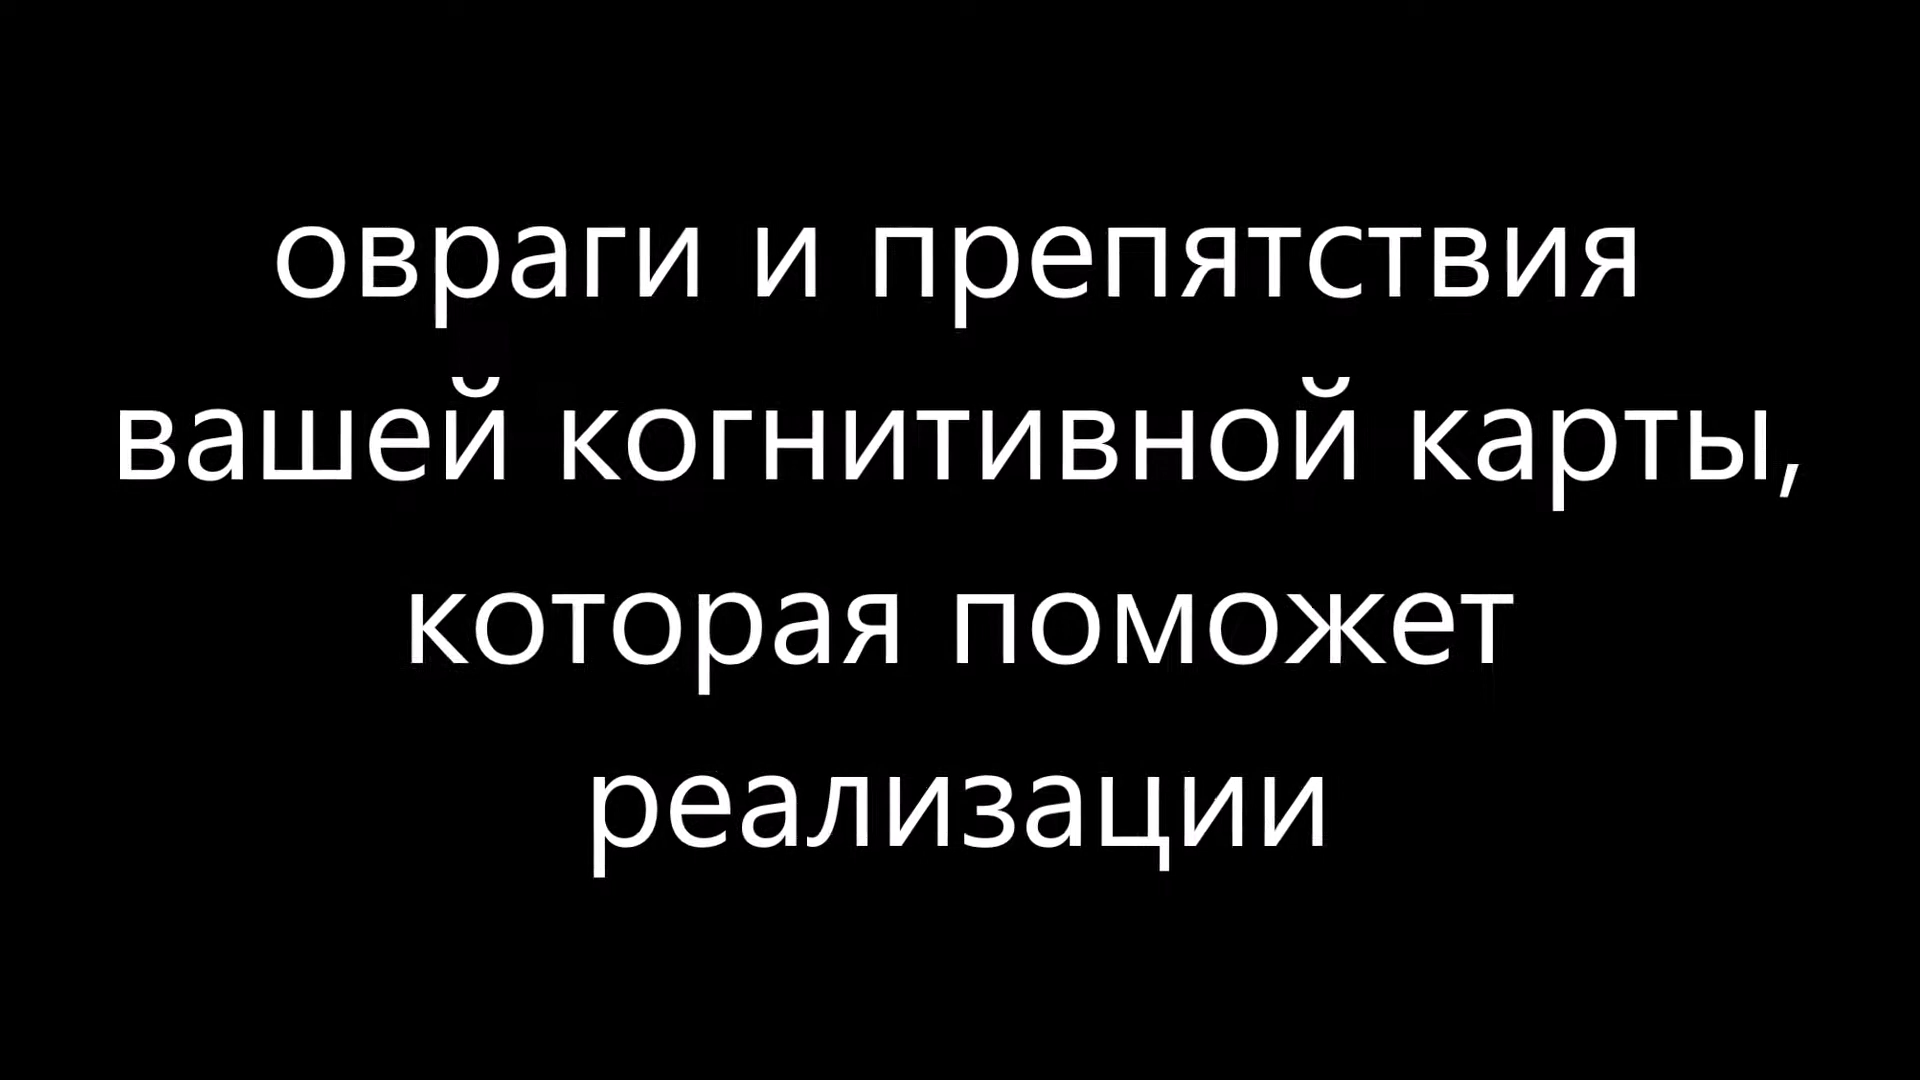 овраги и препятствия
вашей когнитивной карты,
которая поможет
реализации